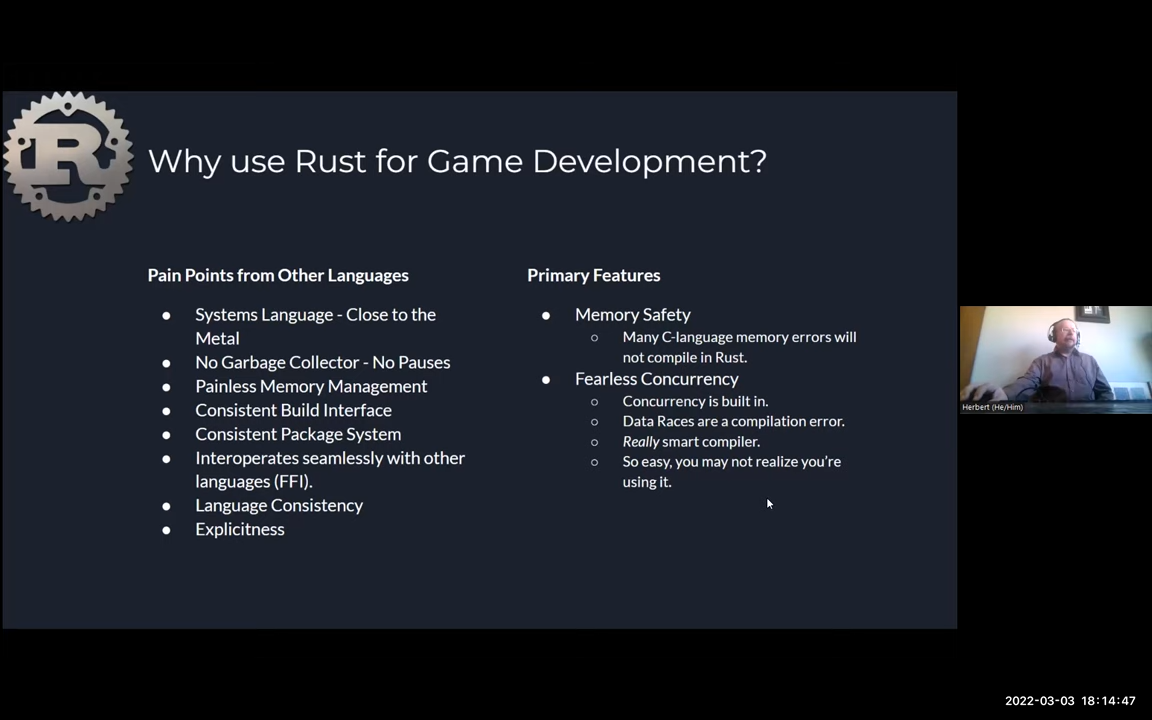 R
Why use Rust for Game Development?
Pain Points from Other Languages
● Systems Language - Close to the
Metal
● No Garbage Collector - No Pauses
● Painless Memory Management
● Consistent Build Interface
● Consistent Package System
● Interoperates seamlessly with other
languages (FFI).
● Language Consistency
● Explicitness
Primary Features
● Memory Safety
○ Many C-language memory errors will
not compile in Rust.
● Fearless Concurrency
○ Concurrency is built in.
○ Data Races are a compilation error.
○ Really smart compiler.
○ So easy, you may not realize you’re
using it.
Herbert (He/Him)
2022-03-03 18:14:47